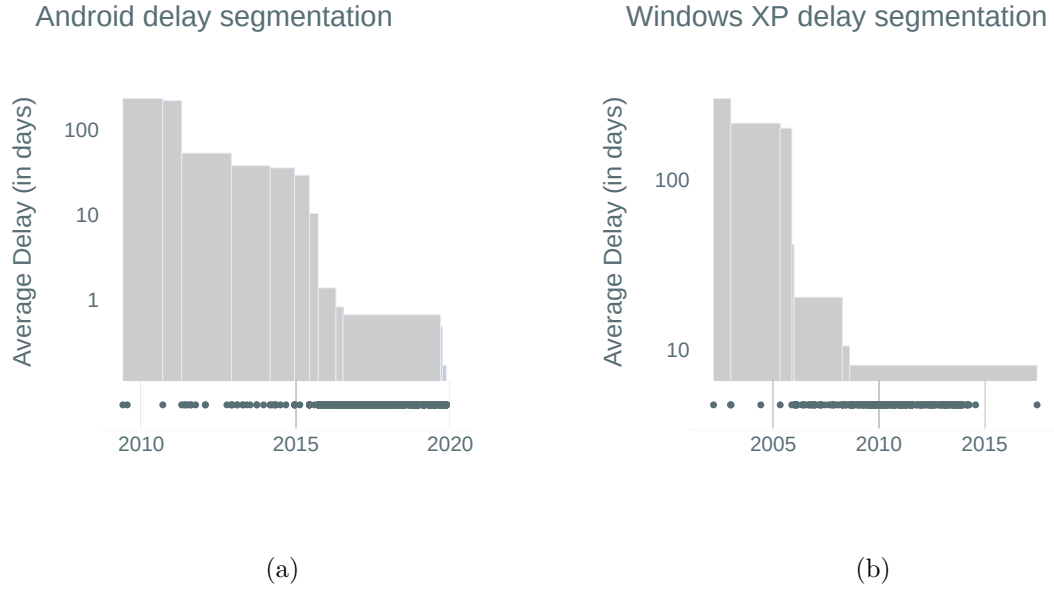 Android delay segmentation
Average Delay (in days)
100
10
1
2010 2015 2020
(a)
Windows XP delay segmentation
Average Delay (in days)
100
10
2005 2010 2015
(b)